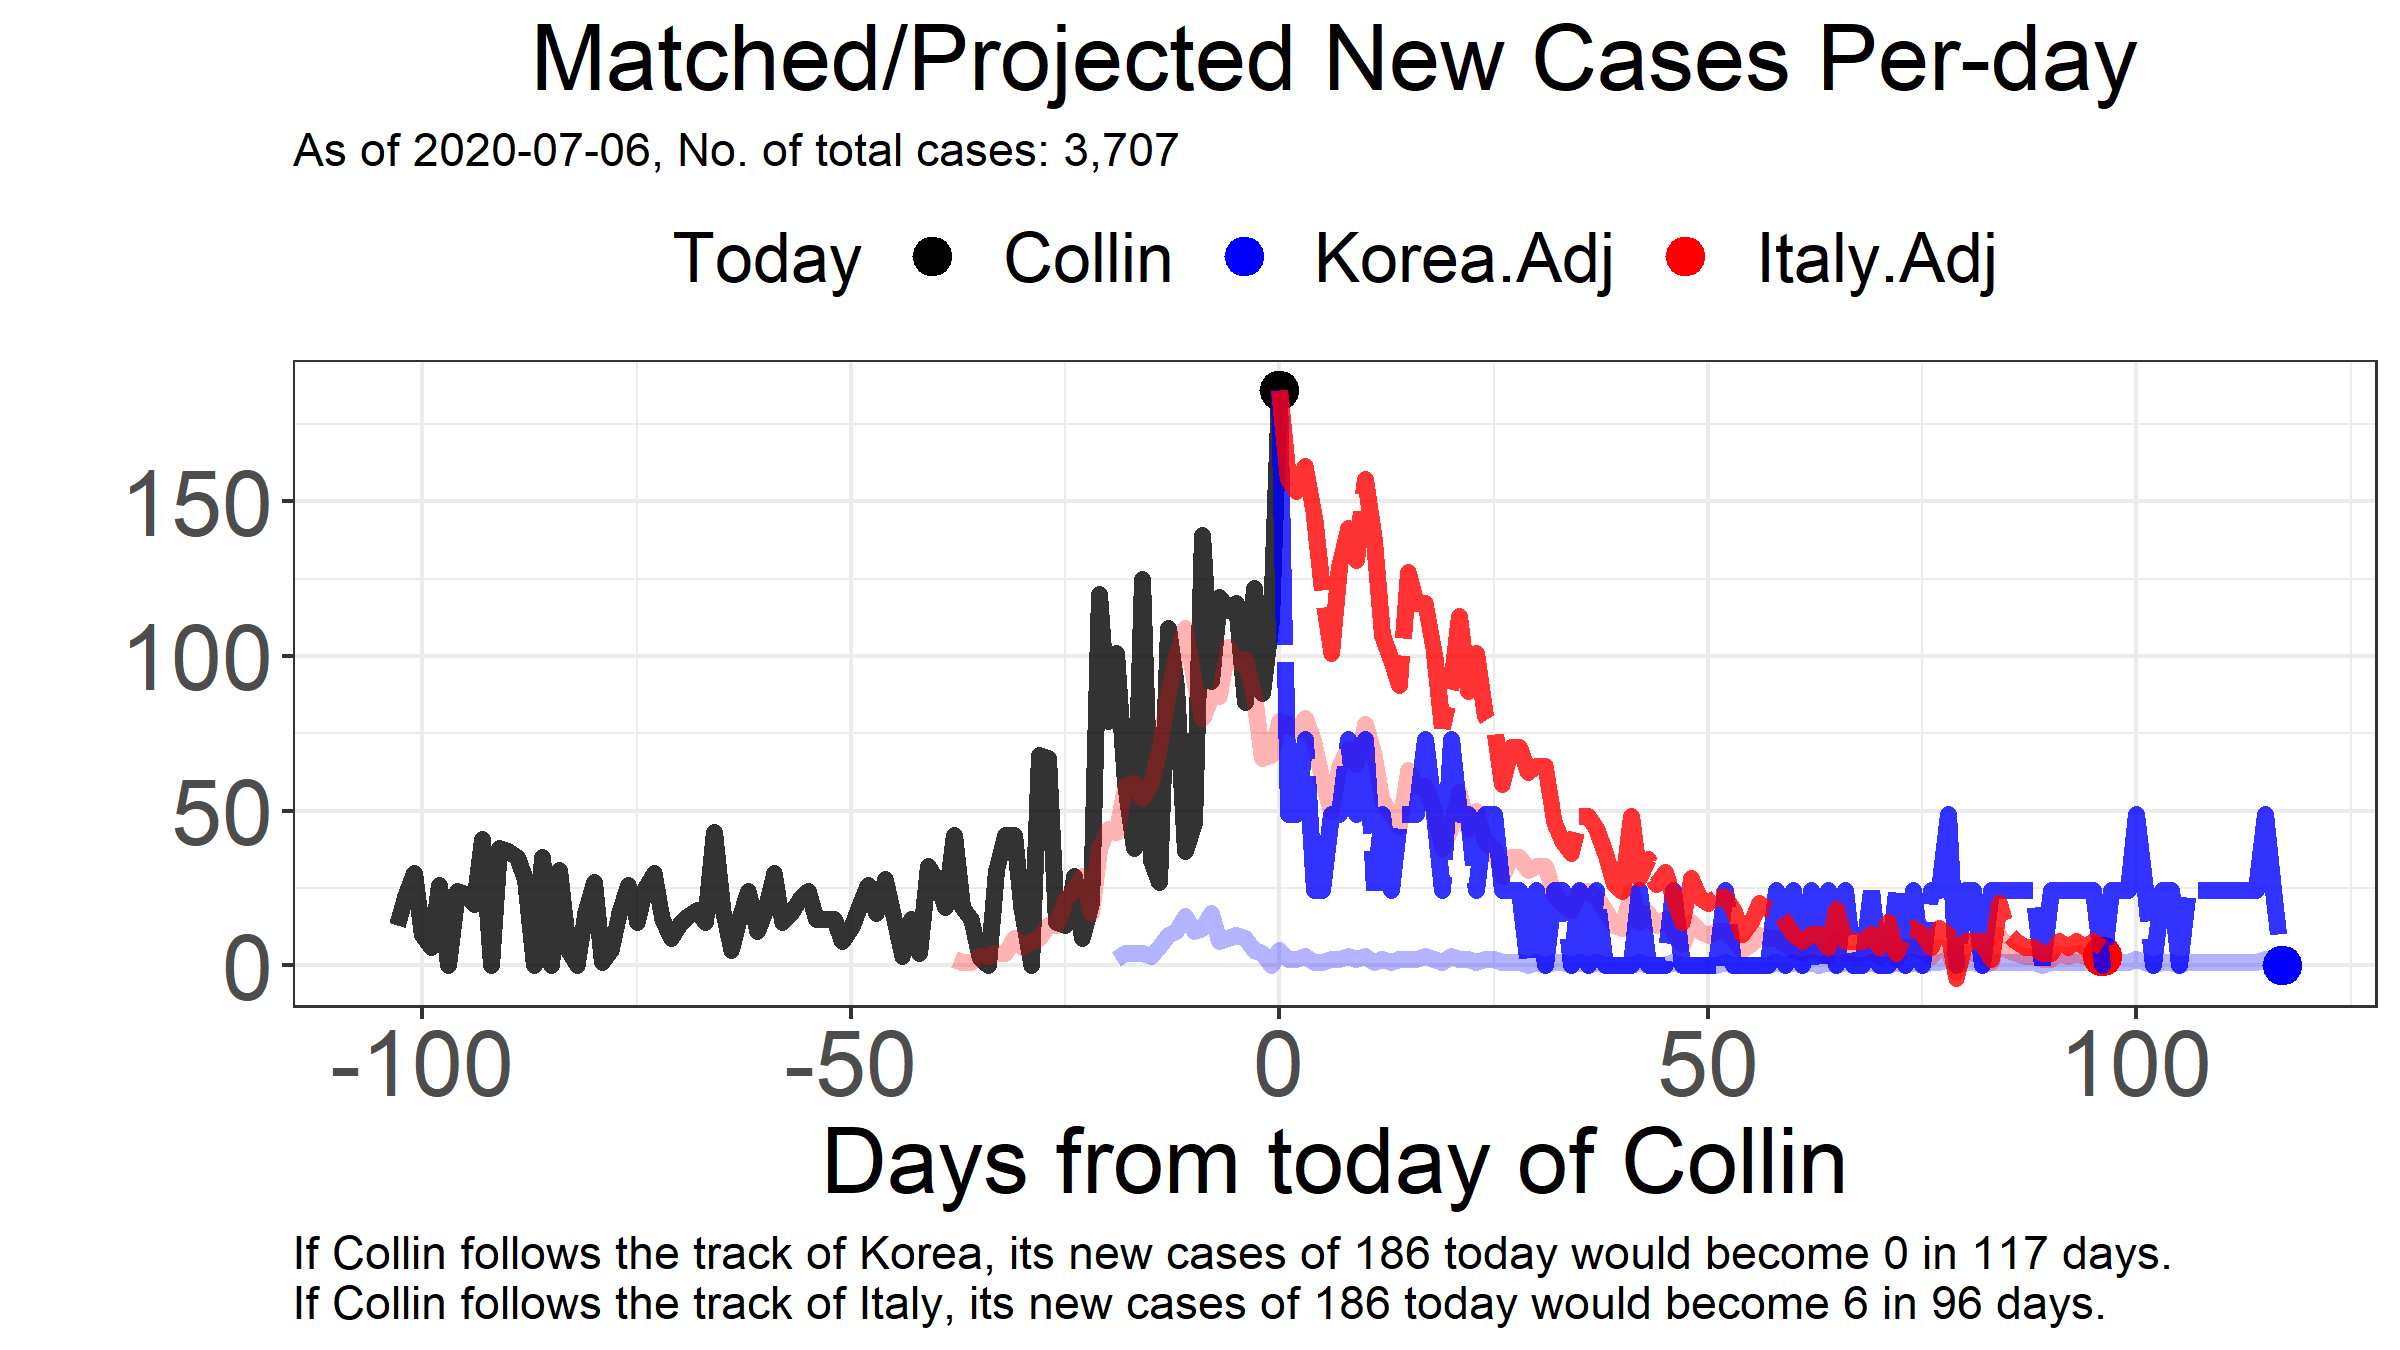 Matched/Projected New Cases Per-day
As of 2020-07-06, No. of total cases: 3,707
Today Collin Korea.Adj Italy.Adj
150
100
50
0
-100 -50 0 50 100
Days from today of Collin
If Collin follows the track of Korea, its new cases of 186 today would become 0 in 117 days.
If Collin follows the track of Italy, its new cases of 186 today would become 6 in 96 days.